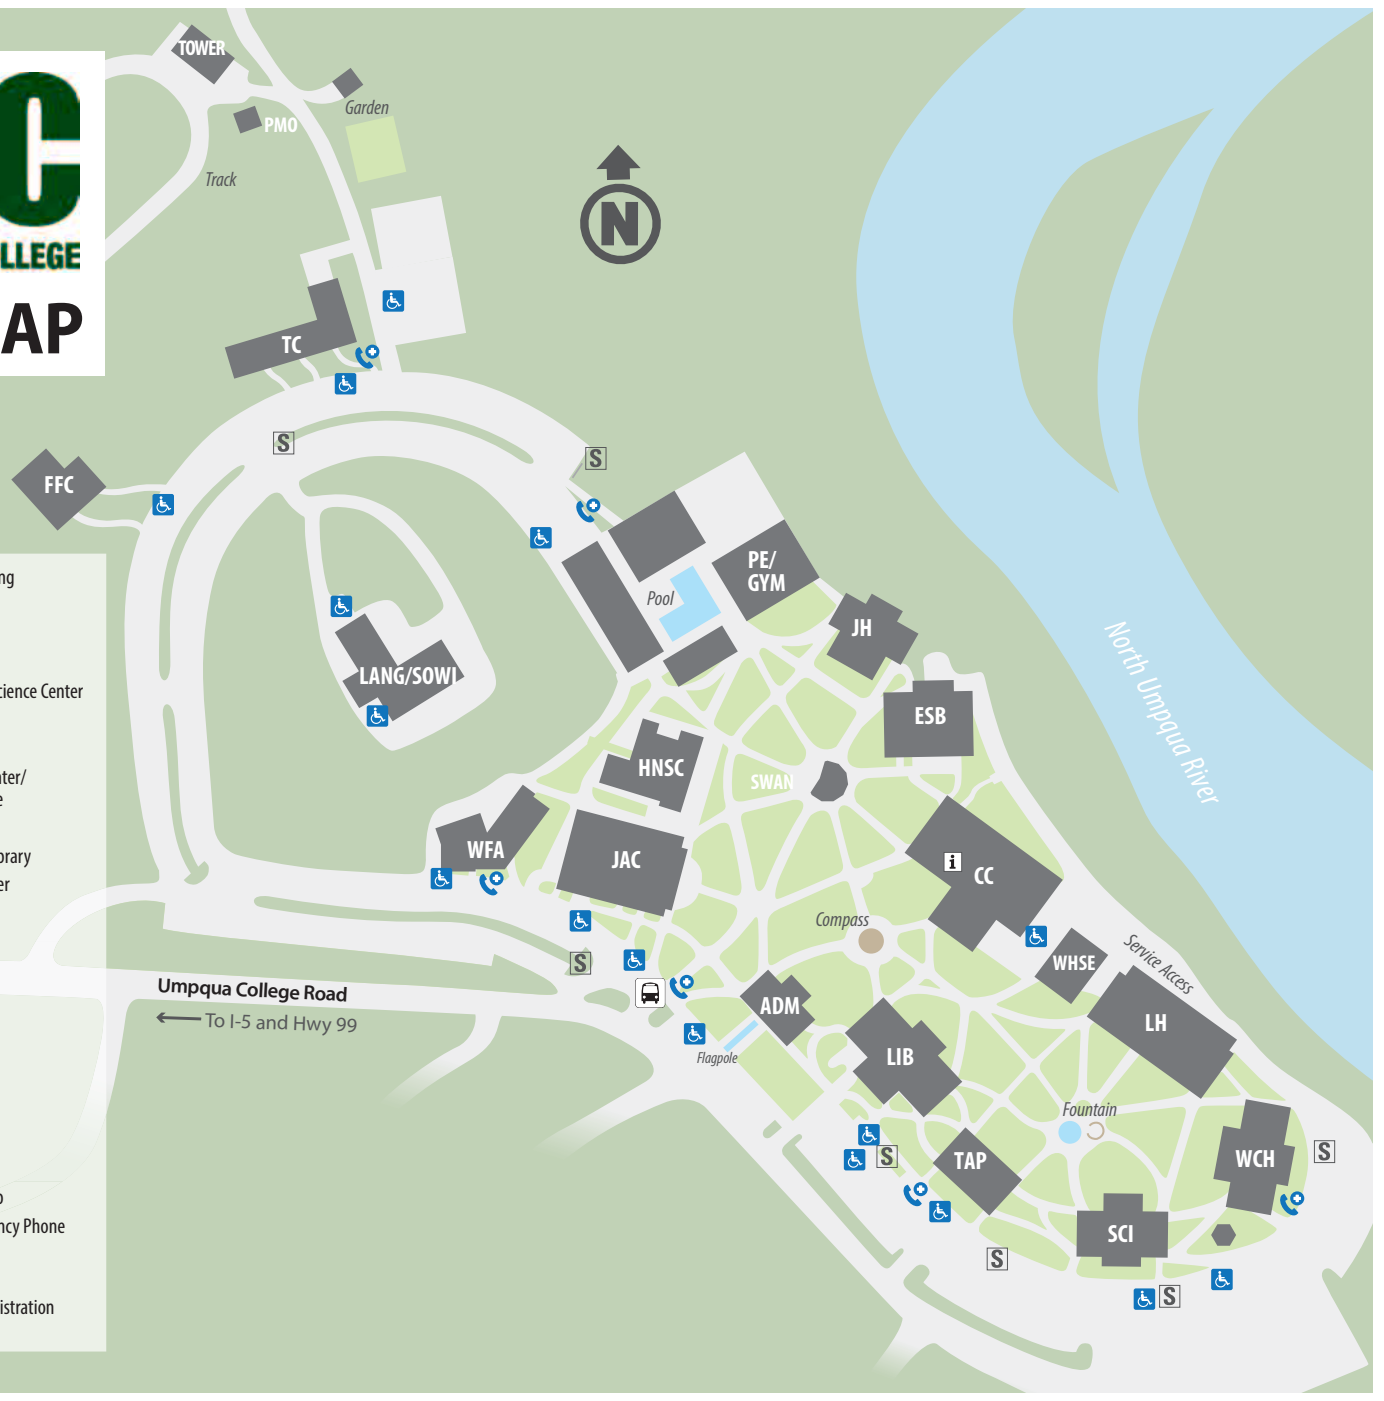 TOWER
Garden
PMO
Track
C
LLEGE
AP
N
TC
S
S
FFC
PE/
GYM
Pool
JH
LANG/SOWI
ESB
HNSC
SWAN
WFA
JAC
CC
i
Compass
WHSE
Service Access
North Umpqua River
S
Umpqua College Road
To I-5 and Hwy 99
ADM
Flagpole
LH
LIB
Fountain
TAP
S
WCH
S
SCI
S
S
ng
cience Center
ter/
e
brary
er
o
ncy Phone
istration